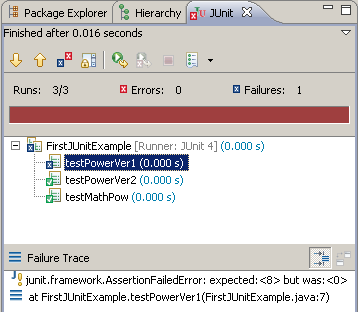 Package Explorer Hierarchy JUnit
Finished after 0.016 seconds
Runs: 3/3 Errors: 0 Failures: 1
FirstJUnitExample [Runner: JUnit 4] (0.000 s)
testPowerVer1 (0.000 s)
testPowerVer2 (0.000 s)
testMathPow (0.000 s)
Failure Trace
junit.framework.AssertionFailedError: expected:<8> but was:<0>
at FirstJUnitExample.testPowerVer1(FirstJUnitExample.java:7)